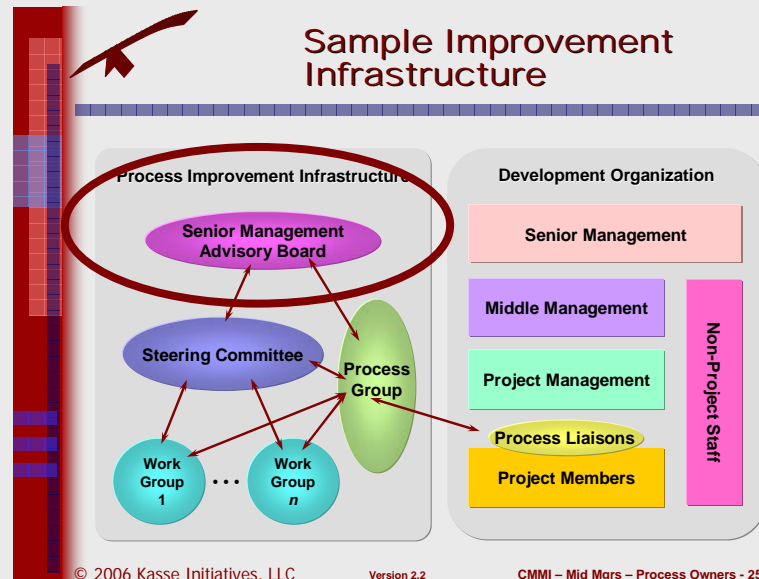 Sample Improvement
Infrastructure
Process Improvement Infrastructure
Senior Management
Advisory Board
Steering Committee
Process
Group
Work
Group
1
• • •
Work
Group
n
Development Organization
Senior Management
Middle Management
Project Management
Process Liaisons
Project Members
Non-Project Staff
© 2006 Kasse Initiatives, LLC
Version 2.2
CMMI – Mid Mgrs – Process Owners - 25